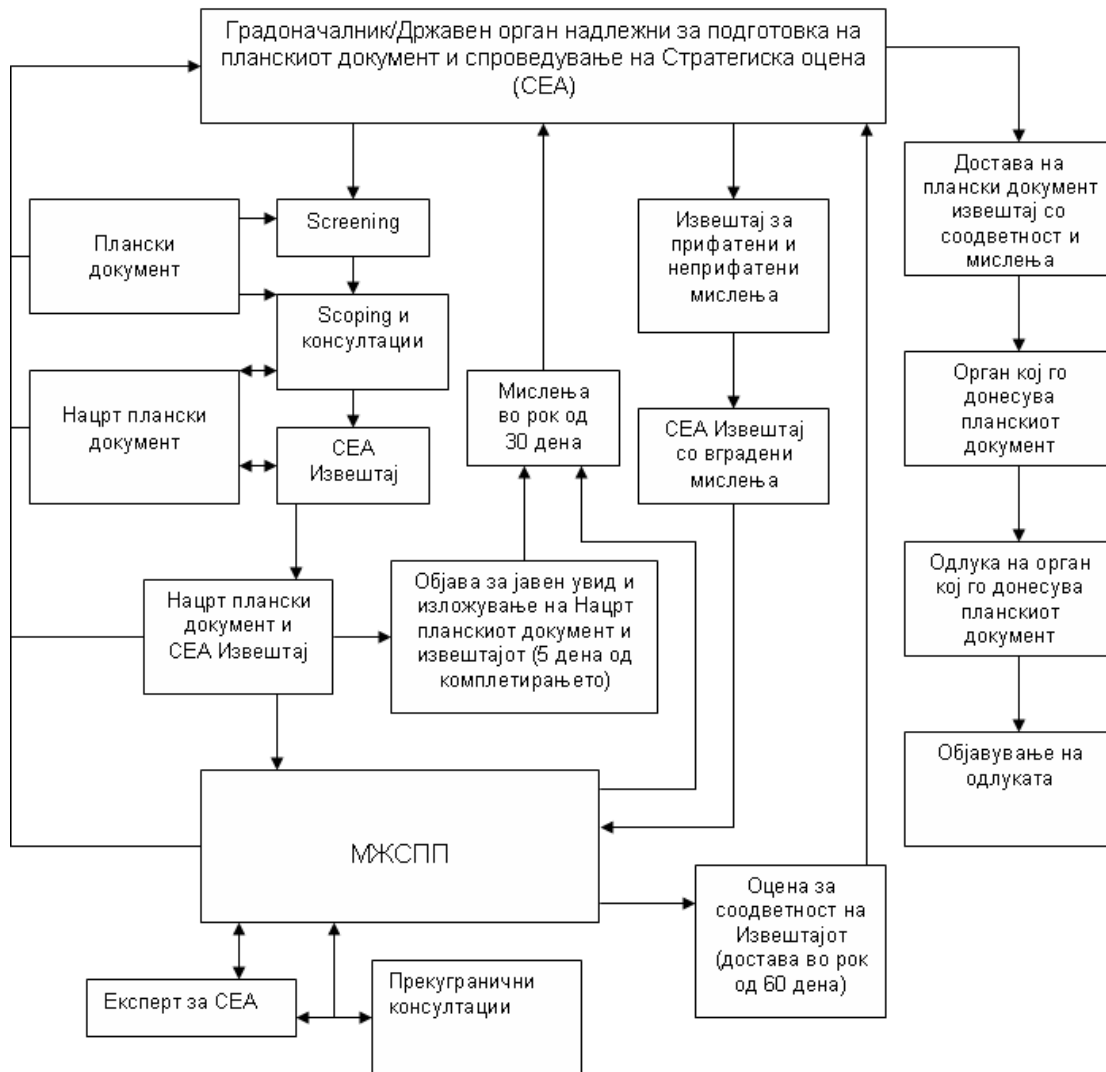 Градоначалник/Државен орган надлежни за подготовка на
планскиот документ и спроведување на Стратегиска оцена
(СЕА)
Плански
документ
Screening
Извештај за
прифатени и
неприфатени
мислења
Достава на
плански документ
извештај со
соодветност и
мислења
Scoping и
консултации
Нацрт плански
документ
СЕА
Извештај
Мислења
во рок од
30 дена
СЕА Извештај
со вградени
мислења
Орган кој го
донесува
планскиот
документ
Нацрт плански
документ и
СЕА Извештај
Објава за јавен увид и
изложување на Нацрт
планскиот документ и
извештајот (5 дена од
комплетирањето)
Одлука на орган
кој го донесува
планскиот
документ
Објавување на
одлуката
МЖСПП
Оцена за
соодветност на
Извештајот
(достава во рок
од 60 дена)
Експерт за СЕА
Прекугранични
консултации